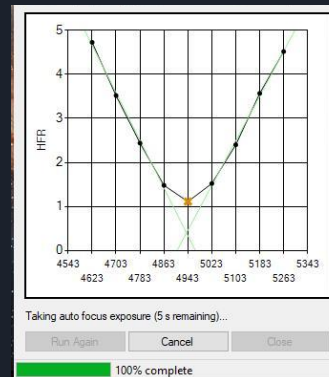 5
4
3
HFR
2
1
0
4543 4703 4863 5023 5183 5343
4623 4783 4943 5103 5263
Taking auto focus exposure (5 s remaining)...
Run Again Cancel Close
100% complete